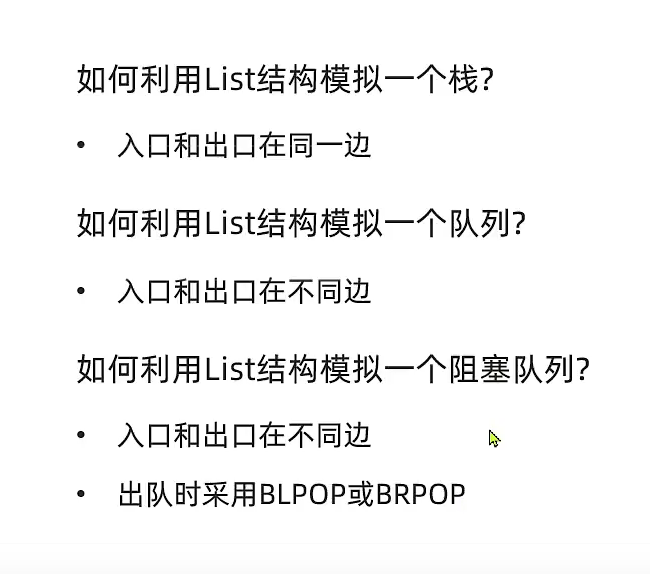 如何利用List结构模拟一个栈?
• 入口和出口在同一边
如何利用List结构模拟一个队列?
• 入口和出口在不同边
如何利用List结构模拟一个阻塞队列?
• 入口和出口在不同边
• 出队时采用BLPOP或BRPOP